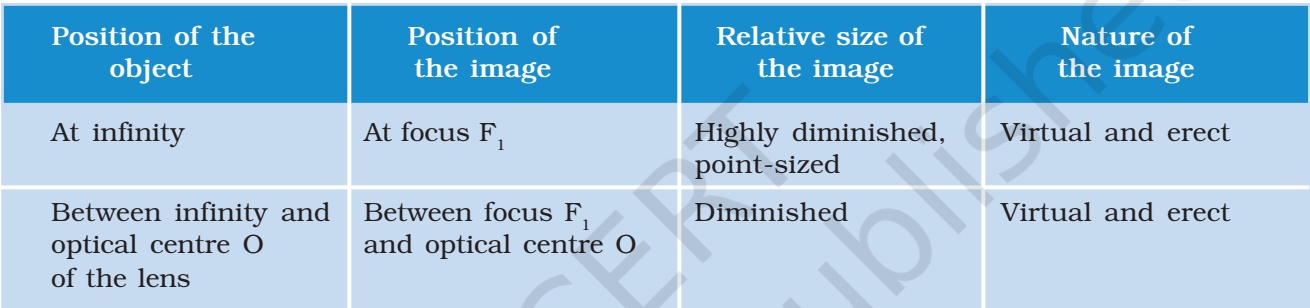 Position of the object
Position of the image
Relative size of the image
Nature of the image
At infinity
At focus F₁
Highly diminished, point-sized
Virtual and erect
Between infinity and optical centre O of the lens
Between focus F₁ and optical centre O
Diminished
Virtual and erect